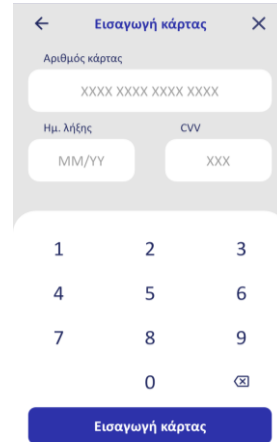 Εισαγωγή κάρτας
Αριθμός κάρτας
XXXX XXXX XXXX XXXX
Ημ. λήξης CVV
MM/YY XXX
1 2 3
4 5 6
7 8 9
0
Εισαγωγή κάρτας